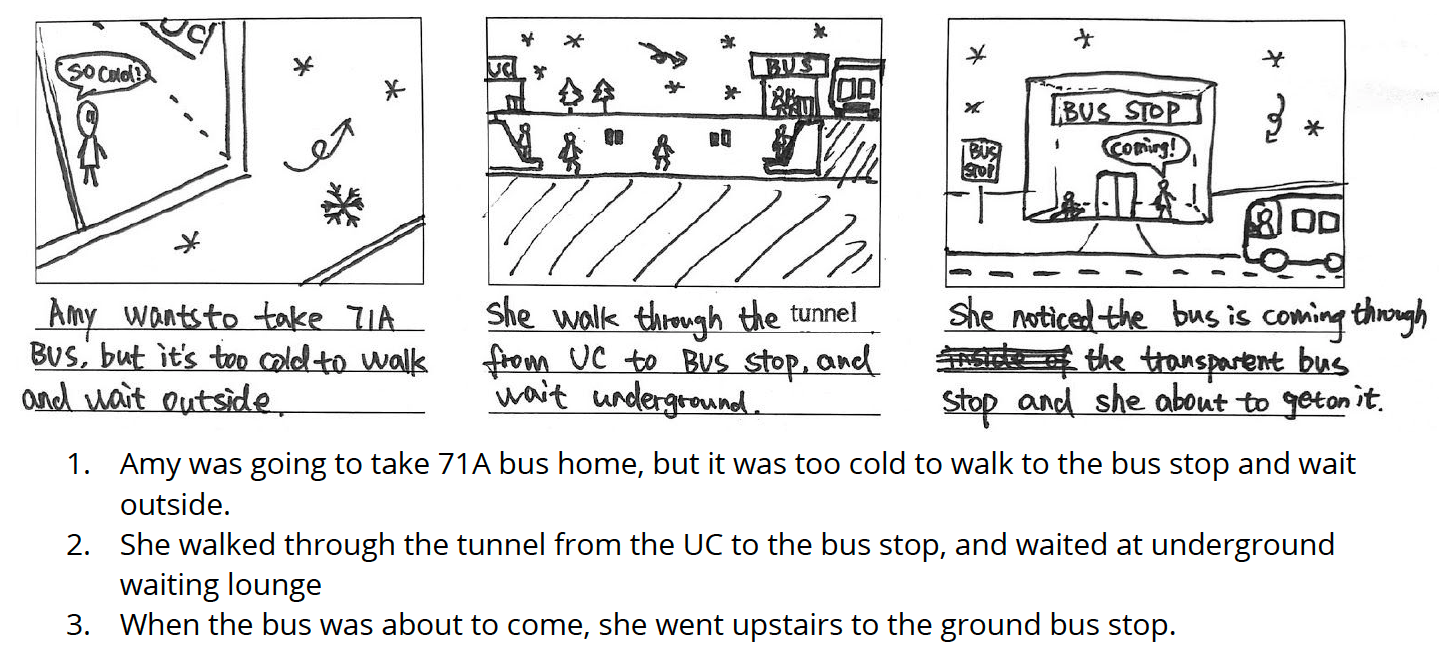 UC
SO Cold!
Amy wants to take 71A
BUS, but it's too cold to walk
and wait outside.
UC
BUS
She walk through the tunnel
from UC to BUS stop, and
wait underground.
BUS STOP
coming!
BUS
STOP
She noticed the bus is coming through
inside of the transparent bus
stop and she about to get on it.
1. Amy was going to take 71A bus home, but it was too cold to walk to the bus stop and wait
outside.
2. She walked through the tunnel from the UC to the bus stop, and waited at underground
waiting lounge
3. When the bus was about to come, she went upstairs to the ground bus stop.